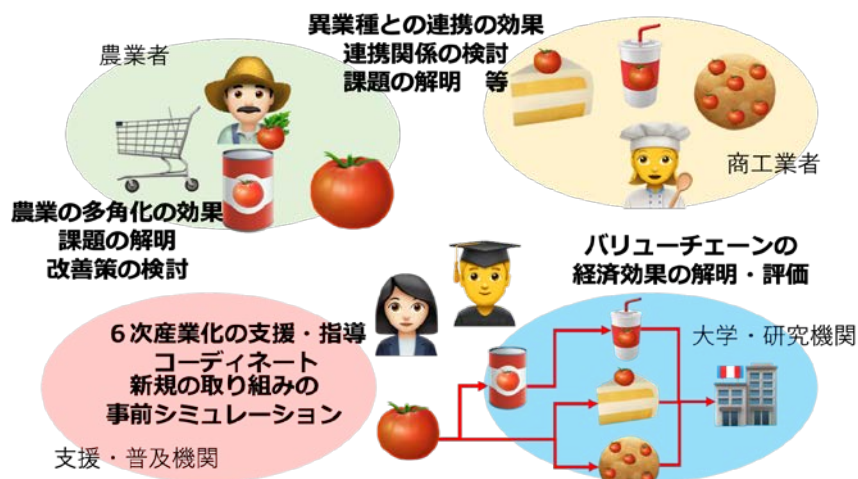 農業者
異業種との連携の効果
連携関係の検討
課題の解明　等
商工業者
農業の多角化の効果
課題の解明
改善策の検討
バリューチェーンの
経済効果の解明・評価
６次産業化の支援・指導
コーディネート
新規の取り組みの
事前シミュレーション
支援・普及機関
大学・研究機関